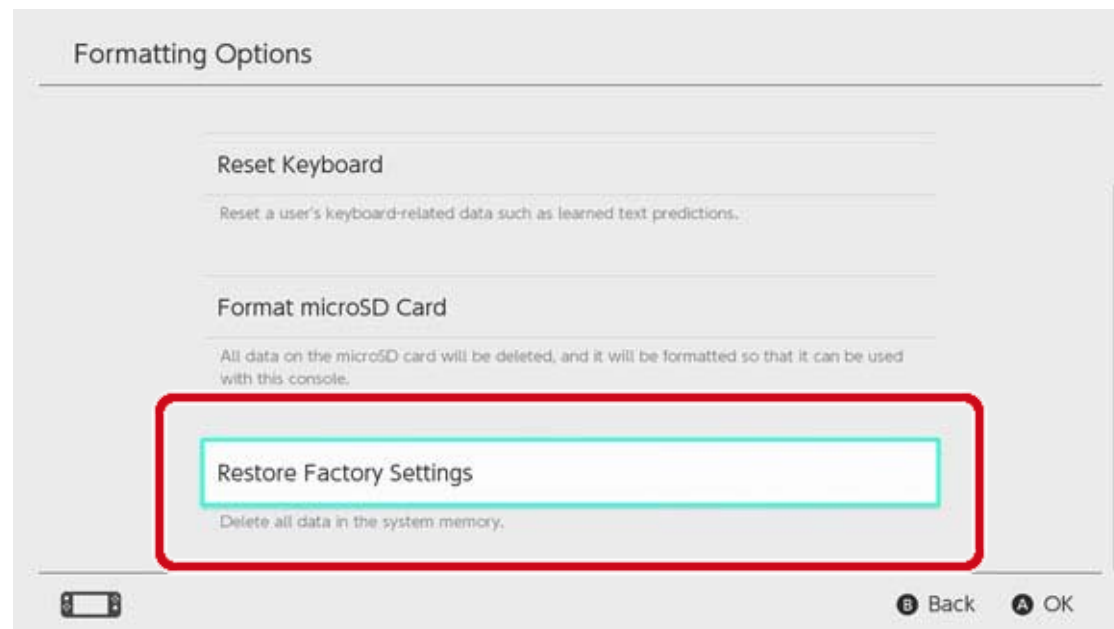 Formatting Options
Reset Keyboard
Reset a user's keyboard-related data such as learned text predictions.
Format microSD Card
All data on the microSD card will be deleted, and it will be formatted so that it can be used
with this console.
Restore Factory Settings
Delete all data in the system memory.
B Back A OK